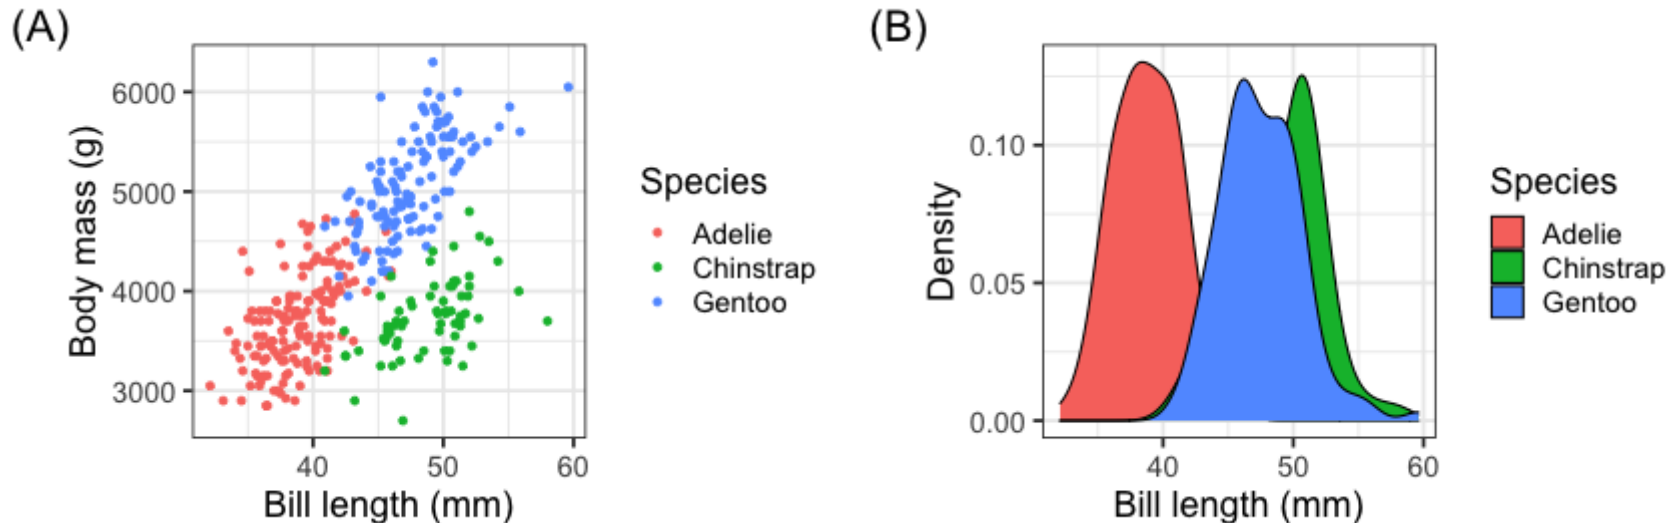 (A)
Body mass (g)
6000
5000
4000
3000
40 50 60
Bill length (mm)
Species
Adelie
Chinstrap
Gentoo
(B)
Density
0.10
0.05
0.00
40 50 60
Bill length (mm)
Species
Adelie
Chinstrap
Gentoo